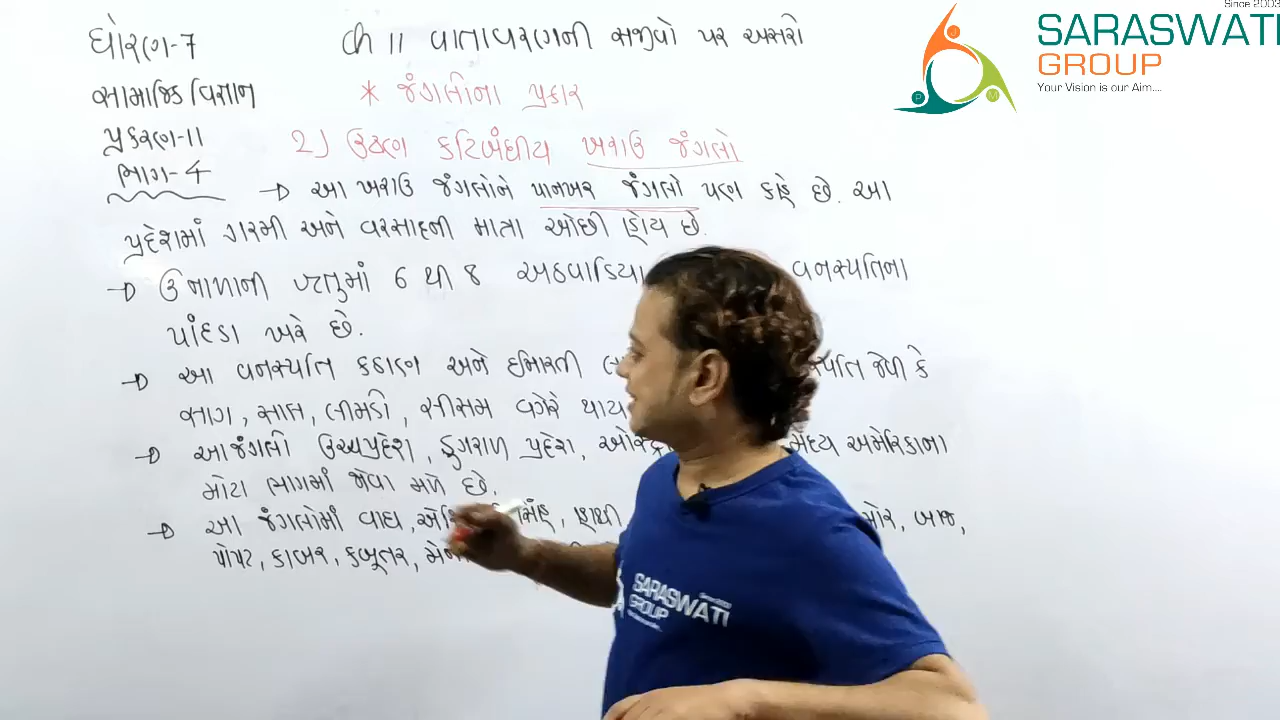 Since 2003
SARASWATI
GROUP
Your Vision is our Aim....
P
M
ધોરણ-7
સામાજિક વિજ્ઞાન
પ્રકરણ-11
ભાગ-4
ch 11 વાતાવરણની સજીવો પર અસરો
* જંગલોના પ્રકાર
2) ઉષ્ણ કટિબંધીય ખરાઉ જંગલો
→ આ ખરાઉ જંગલોને પાનખર જંગલો પણ કહે છે. આ
પ્રદેશમાં ગરમી અને વરસાદની માત્રા ઓછી હોય છે.
→ ઉનાળાની ઋતુમાં 6 થી 8 અઠવાડિયા વનસ્પતિના
પાંદડા ખરે છે.
→ આ વનસ્પતિ કઠણ અને ઇમારતી જેવી કે
સાગ, સાલ, લીમડો, સીસમ વગેરે થાય
→ આ જંગલો ઉચ્ચપ્રદેશ, ડુંગરાળ પ્રદેશ, મધ્ય અમેરિકાના
મોટા ભાગમાં જોવા મળે છે.
→ આ જંગલોમાં વાઘ, સિંહ, હાથી મોર, બાજ,
પોપટ, કાબર, કબૂતર,
SARASWATI
GROUP